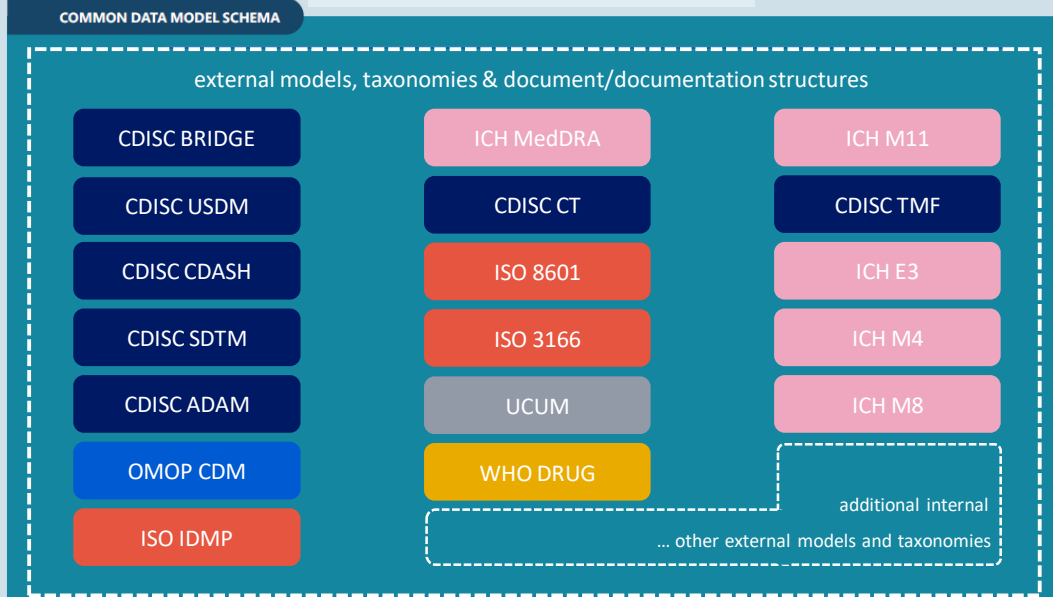 COMMON DATA MODEL SCHEMA
external models, taxonomies & document/documentation structures
CDISC BRIDGE
CDISC USDM
CDISC CDASH
CDISC SDTM
CDISC ADAM
OMOP CDM
ISO IDMP
ICH MedDRA
CDISC CT
ISO 8601
ISO 3166
UCUM
WHO DRUG
ICH M11
CDISC TMF
ICH E3
ICH M4
ICH M8
additional internal
... other external models and taxonomies